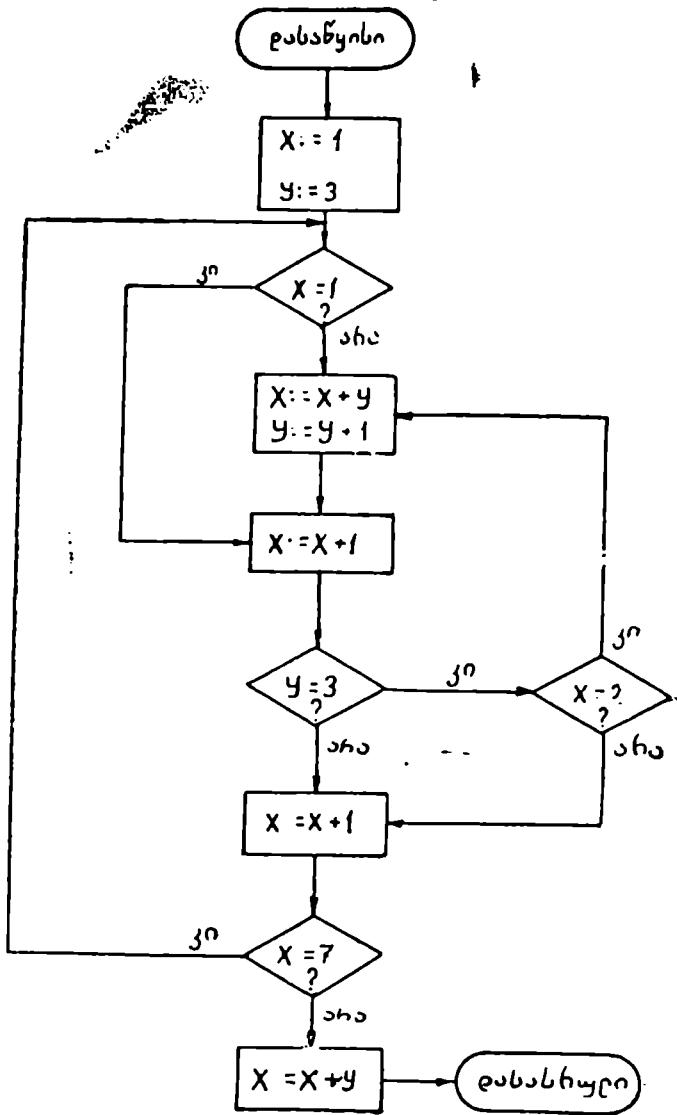 დასაწყისი
X:=1
y:=3
X=1
?
კი
არა
X:=X+y
y:=y+1
X:=X+1
y=3
?
კი
არა
X=2
?
კი
არა
X=X+1
X=7
?
კი
არა
X=X+y
დასასრული